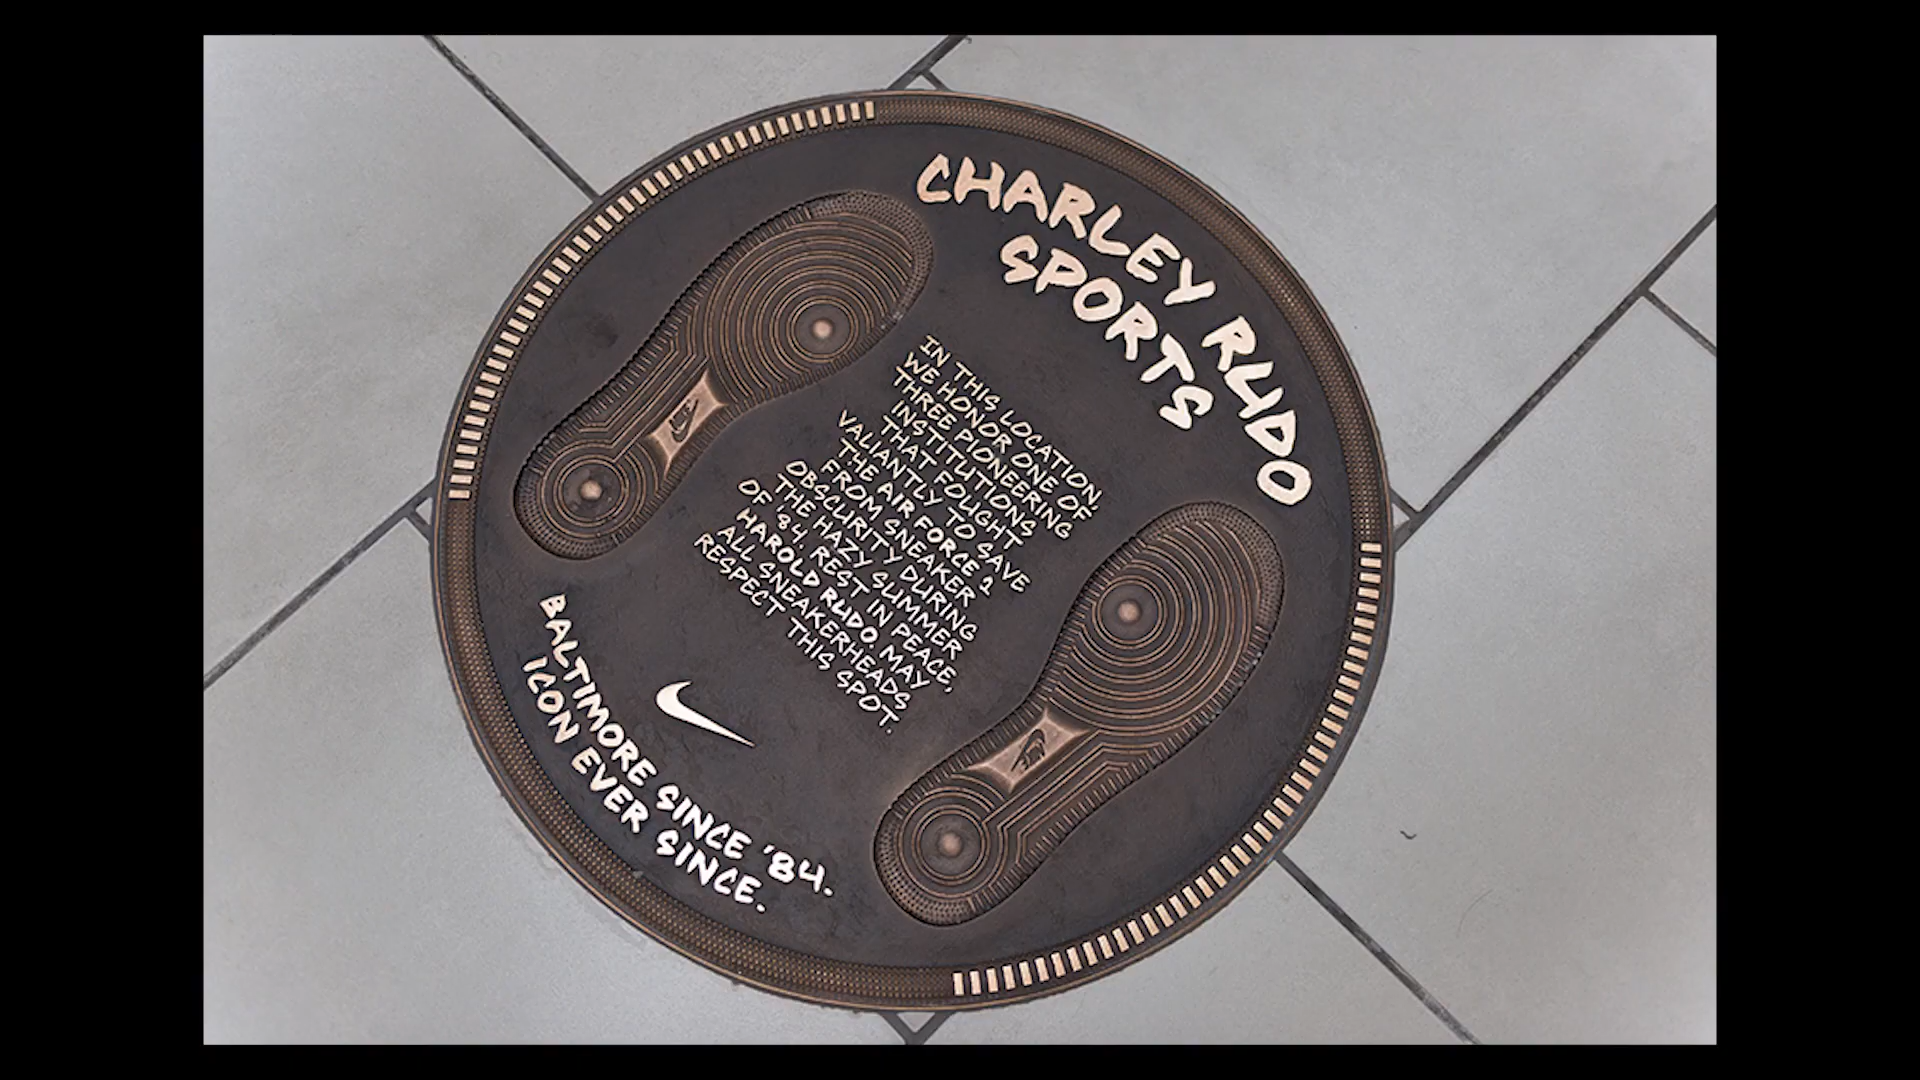 CHARLEY RUDO
SPORTS
IN THIS LOCATION,
WE HONOR ONE OF
THREE PIONEERING
INSTITUTIONS
THAT FOUGHT
VALIANTLY TO SAVE
THE AIR FORCE 1
FROM SNEAKER
OBSCURITY DURING
THE HAZY SUMMER
OF '84. REST IN PEACE,
HAROLD RUDO. MAY
ALL SNEAKERHEADS
RESPECT THIS SPOT.
BALTIMORE SINCE '84.
ICON EVER SINCE.